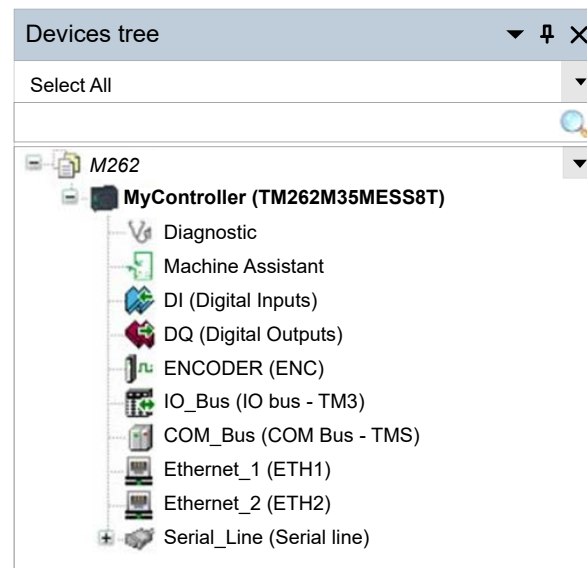 Devices tree
Select All
M262
MyController (TM262M35MESS8T)
Diagnostic
Machine Assistant
DI (Digital Inputs)
DQ (Digital Outputs)
ENCODER (ENC)
IO_Bus (IO bus - TM3)
COM_Bus (COM Bus - TMS)
Ethernet_1 (ETH1)
Ethernet_2 (ETH2)
Serial_Line (Serial line)